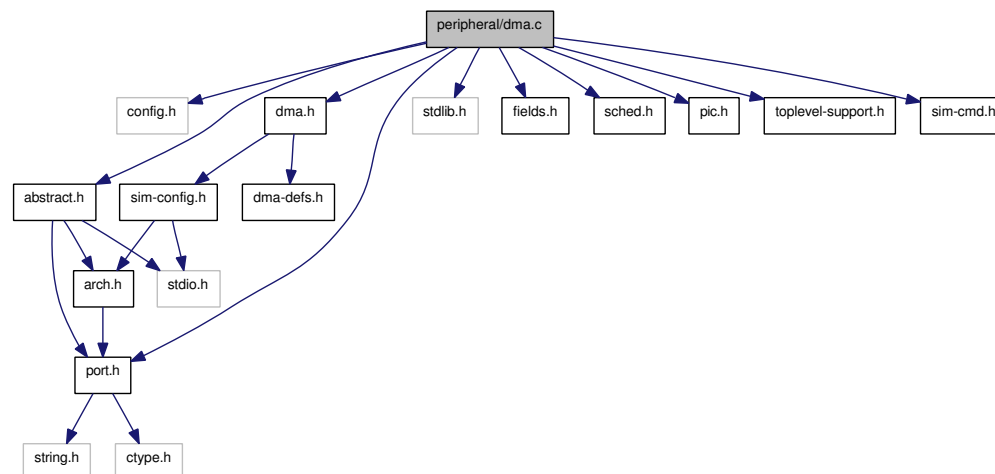 peripheral/dma.c
config.h
dma.h
stdlib.h
fields.h
sched.h
pic.h
toplevel-support.h
sim-cmd.h
abstract.h
sim-config.h
dma-defs.h
arch.h
stdio.h
port.h
string.h
ctype.h